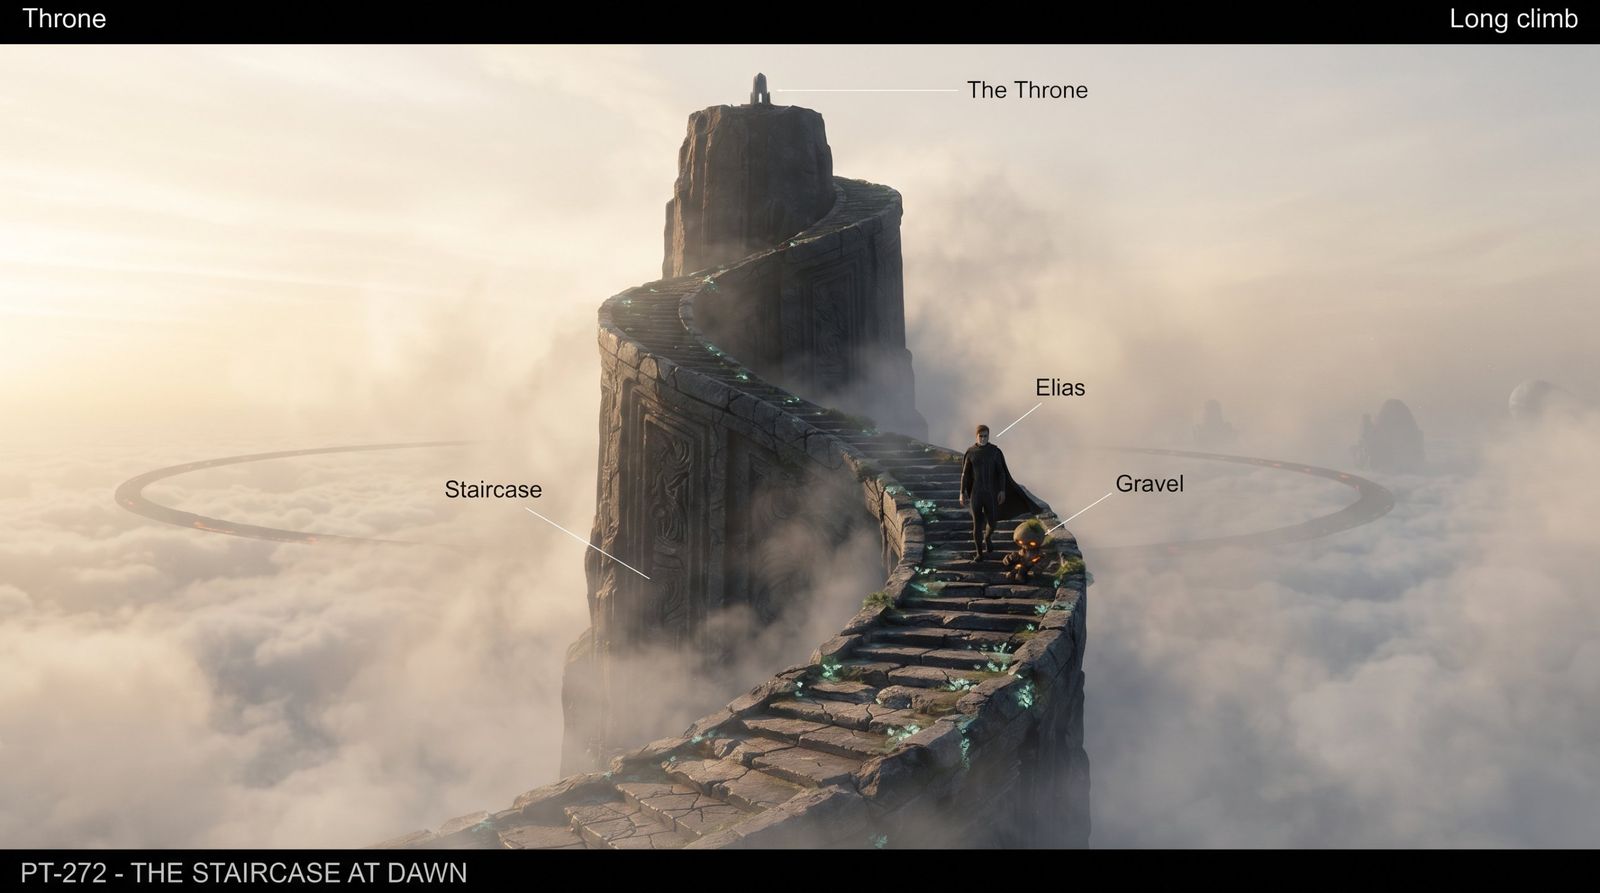 Throne
Long climb
The Throne
Elias
Staircase
Gravel
PT-272 - THE STAIRCASE AT DAWN